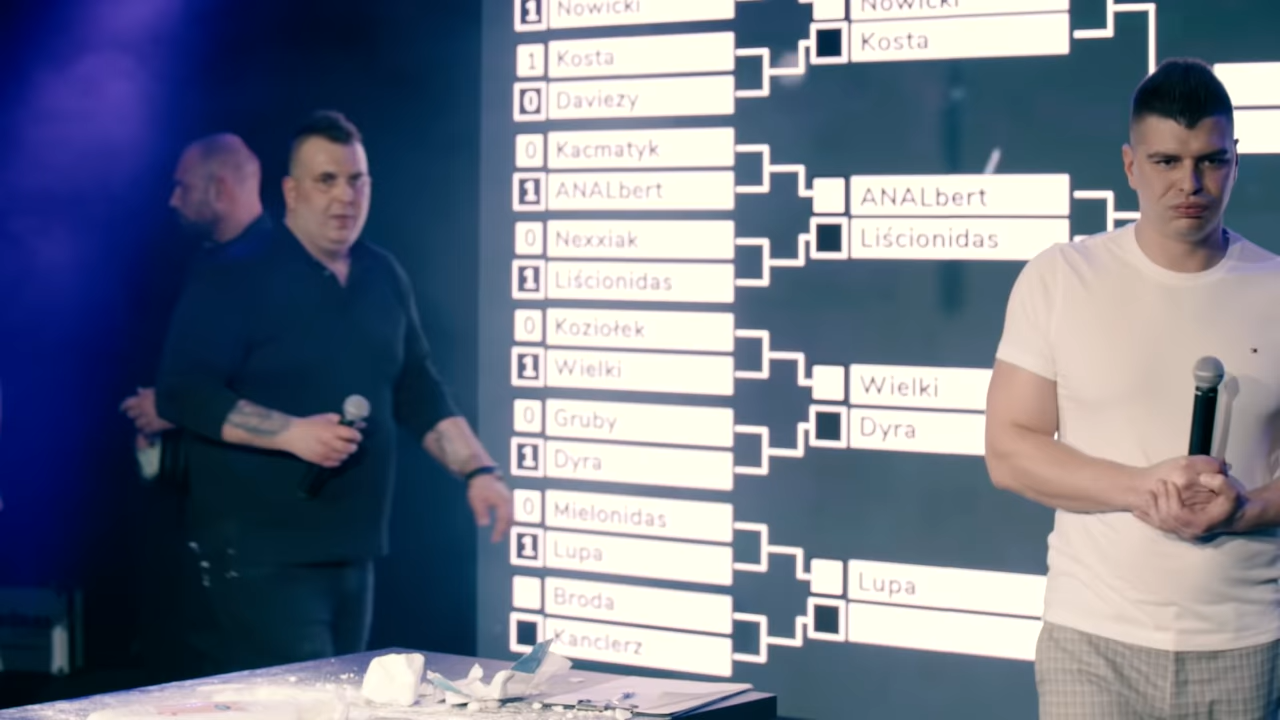 1 Nowicki
1 Kosta
0 Daviezy
0 Kacmatyk
1 ANALbert
0 Nexxiak
1 Liścionidas
0 Koziołek
1 Wielki
0 Gruby
1 Dyra
0 Mielonidas
1 Lupa
Broda
Kanclerz
Nowicki
Kosta
ANALbert
Liścionidas
Wielki
Dyra
Lupa